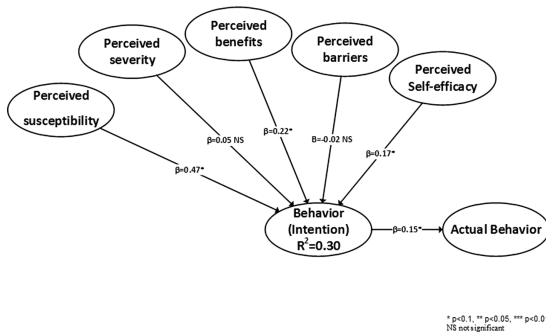 Perceived
benefits
Perceived
severity
Perceived
barriers
Perceived
Self-efficacy
Perceived
susceptibility
β=0.05 NS
β=0.22*
B=-0.02 NS
β=0.17*
β=0.47*
Behavior
(Intention)
R²=0.30
β=0.15*
Actual Behavior
* p<0.1, ** p<0.05, *** p<0.0
NS not significant